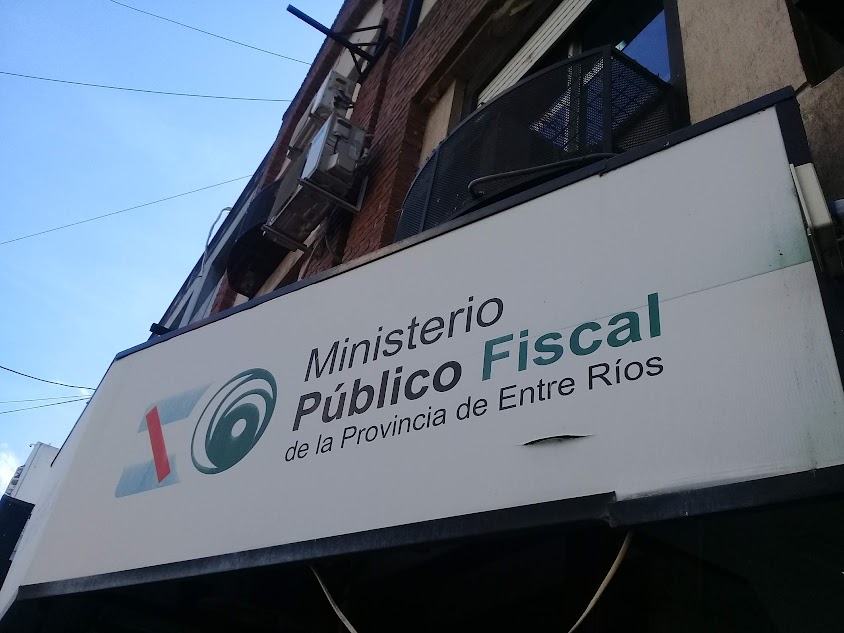 Ministerio
Público Fiscal
de la Provincia de Entre Ríos